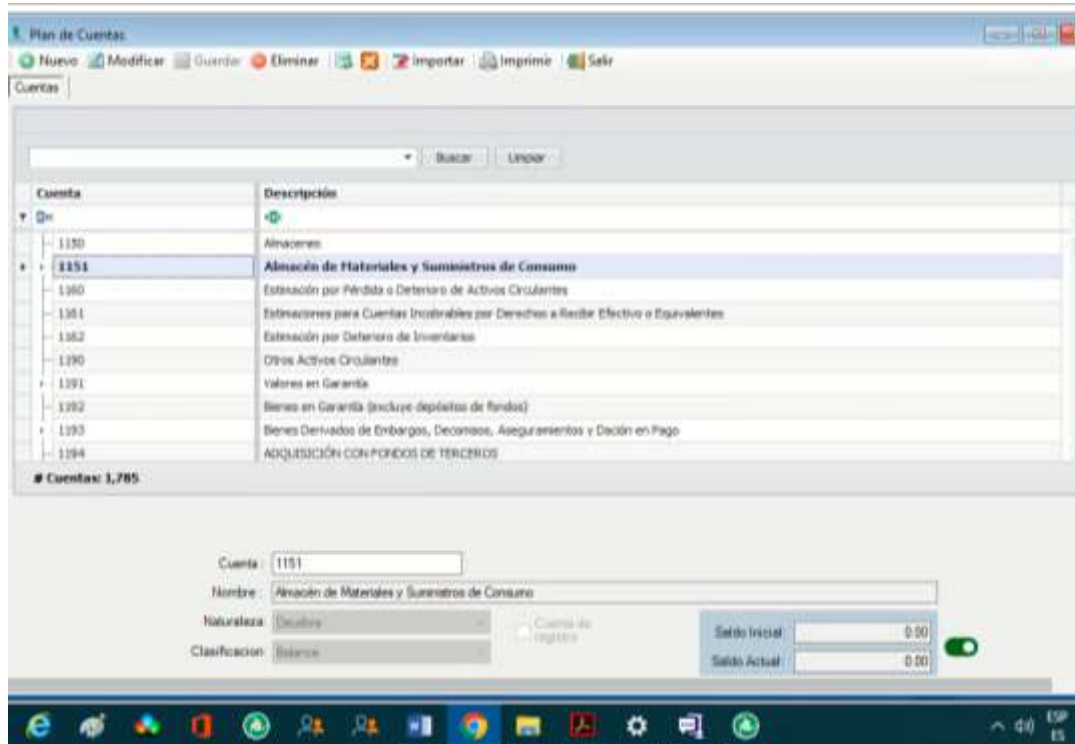 Plan de Cuentas
Nuevo Modificar Guardar Eliminar Importar Imprimir Salir
Cuentas
Buscar Limpiar
Cuenta Descripción
1150 Almacenes
1151 Almacén de Materiales y Suministros de Consumo
1160 Estimación por Pérdida o Deterioro de Activos Circulantes
1161 Estimaciones para Cuentas Incobrables por Derechos a Recibir Efectivo o Equivalentes
1162 Estimación por Deterioro de Inventarios
1190 Otros Activos Circulantes
1191 Valores en Garantía
1192 Bienes en Garantía (excluye depósitos de fondos)
1193 Bienes Derivados de Embargos, Decomisos, Aseguramientos y Dación en Pago
1194 ADQUISICIÓN CON FONDOS DE TERCEROS
# Cuentas: 1,785
Cuenta : 1151
Nombre : Almacén de Materiales y Suministros de Consumo
Naturaleza Deudora Cuenta de registro
Clasificacion Balance
Saldo Inicial 0.00
Saldo Actual 0.00
ESP
ES